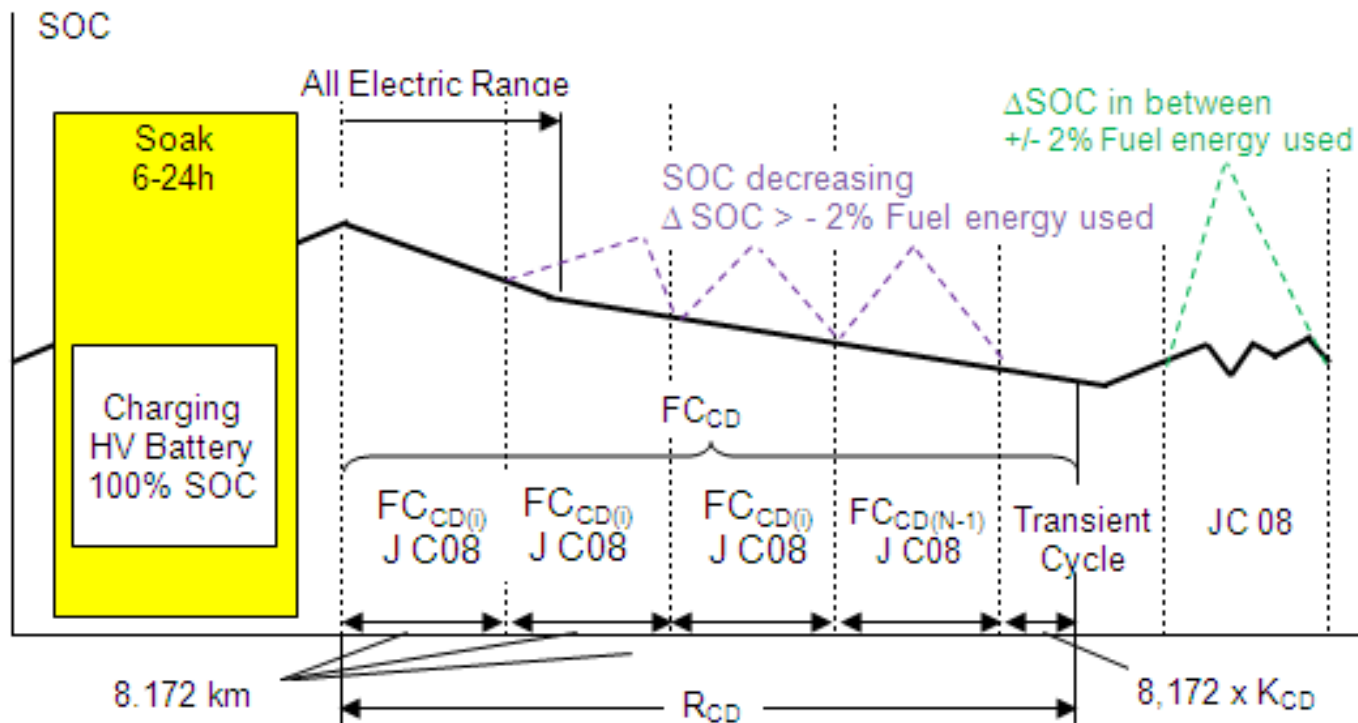 SOC
All Electric Range
Soak
6-24h
ΔSOC in between
+/- 2% Fuel energy used
SOC decreasing
Δ SOC > - 2% Fuel energy used
Charging
HV Battery
100% SOC
FCCD
FCCD(i)
J C08
FCCD(i)
J C08
FCCD(i)
J C08
FCCD(N-1)
J C08
Transient
Cycle
JC 08
8.172 km
RCD
8,172 x KCD